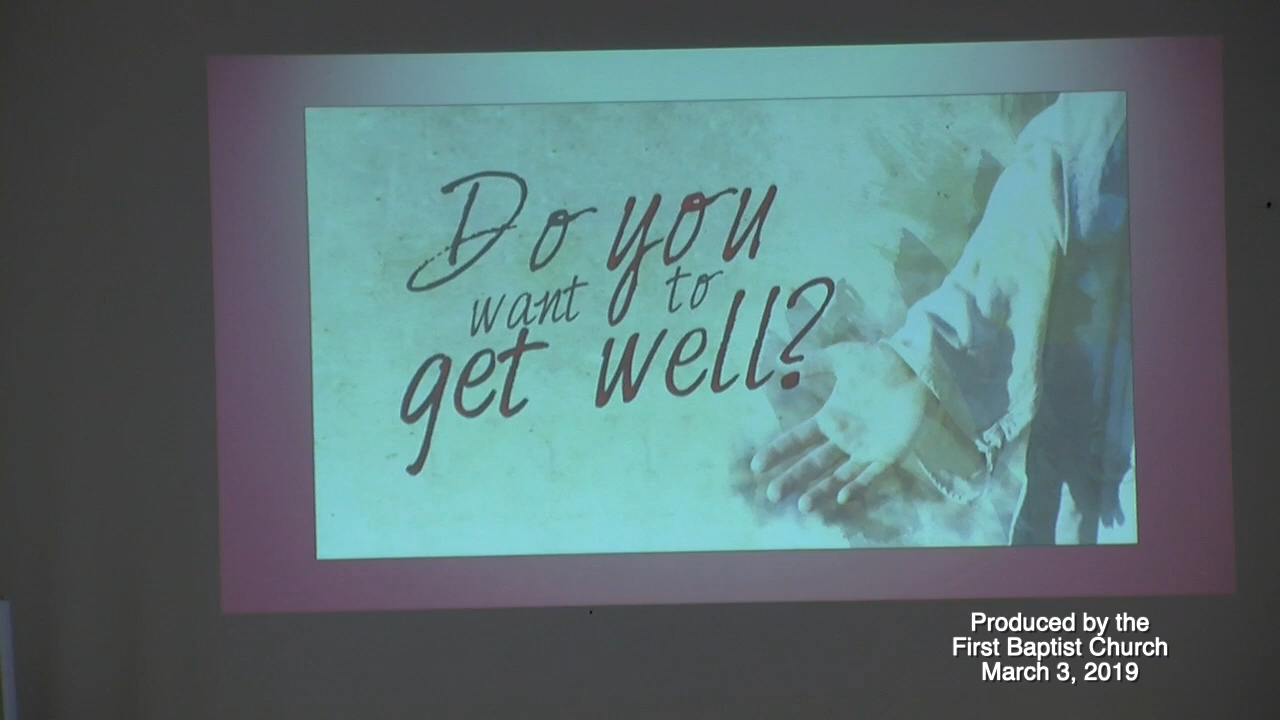 Do you
want to
get well?
Produced by the
First Baptist Church
March 3, 2019